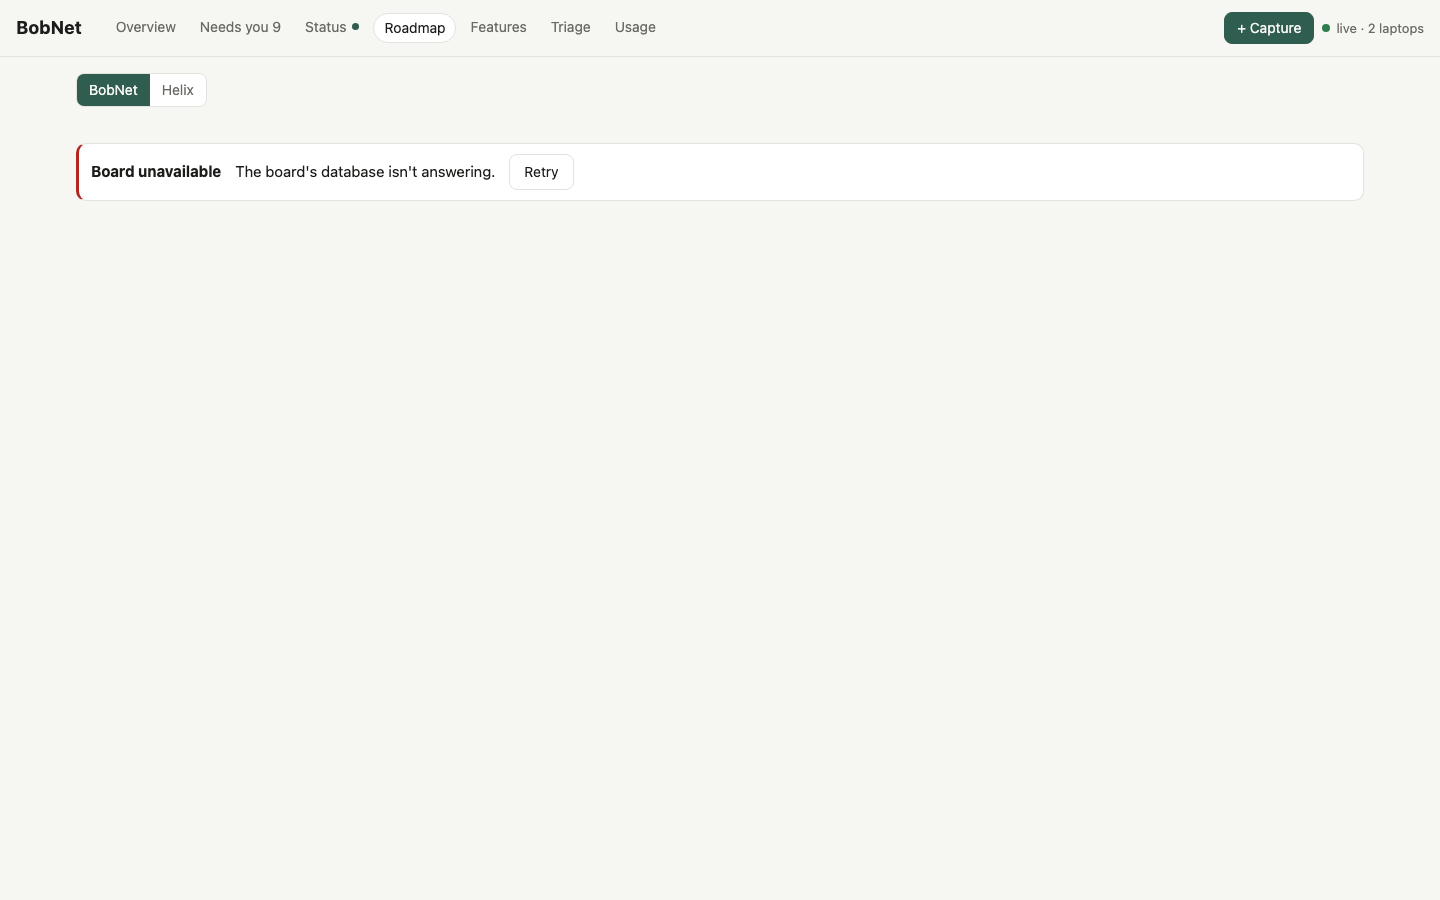 BobNet Overview Needs you 9 Status Roadmap Features Triage Usage + Capture live · 2 laptops
BobNet Helix
Board unavailable The board's database isn't answering. Retry